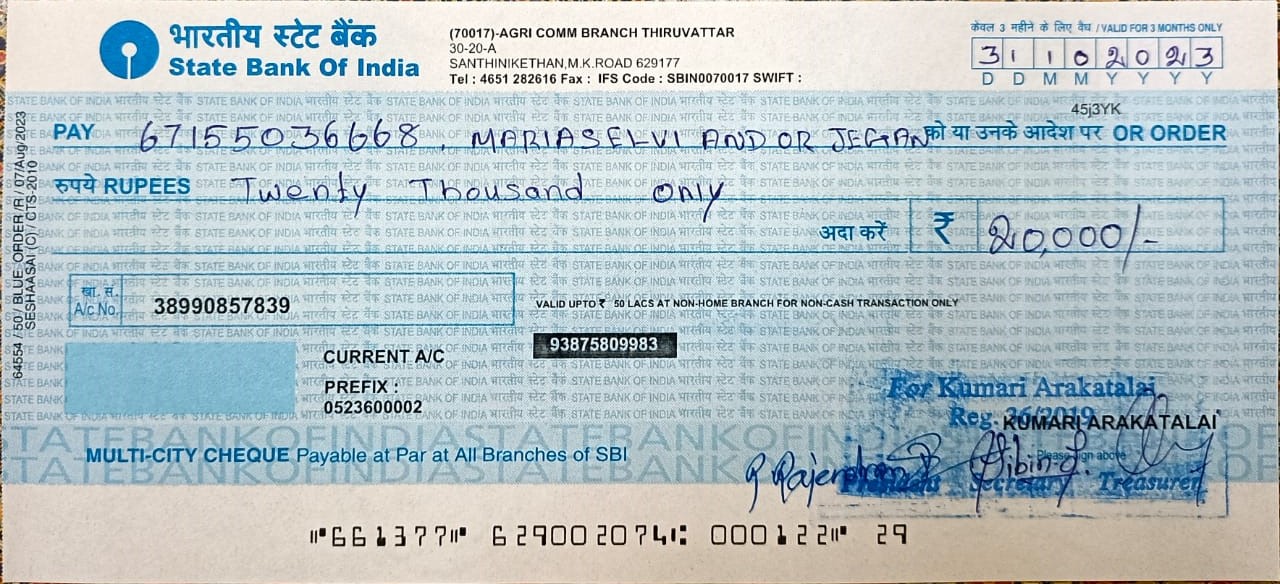 भारतीय स्टेट बैंक
State Bank Of India
(70017)-AGRI COMM BRANCH THIRUVATTAR
30-20-A
SANTHINIKETHAN,M.K.ROAD 629177
Tel : 4651 282616 Fax : IFS Code : SBIN0070017 SWIFT :
केवल 3 महीने के लिए वैध / VALID FOR 3 MONTHS ONLY
31102023
D D M M Y Y Y Y
45j3YK
PAY 67155036668, MARIASELVI AND OR JEGAN को या उनके आदेश पर OR ORDER
रुपये RUPEES Twenty Thousand only
अदा करें ₹ 20,000/-
खा. सं.
A/c No. 38990857839
VALID UPTO ₹ 50 LACS AT NON-HOME BRANCH FOR NON-CASH TRANSACTION ONLY
93875809983
CURRENT A/C
PREFIX :
0523600002
For Kumari Arakatalai
Reg. 36/2019
KUMARI ARAKATALAI
Please sign above
Secretary Treasurer
MULTI-CITY CHEQUE Payable at Par at All Branches of SBI
⑈661377⑈ 629002074⑆ 000122⑈ 29
64554 / 50 / BLUE_ORDER /R / 07/Aug/2023
SESHAASAI (C) / CTS-2010